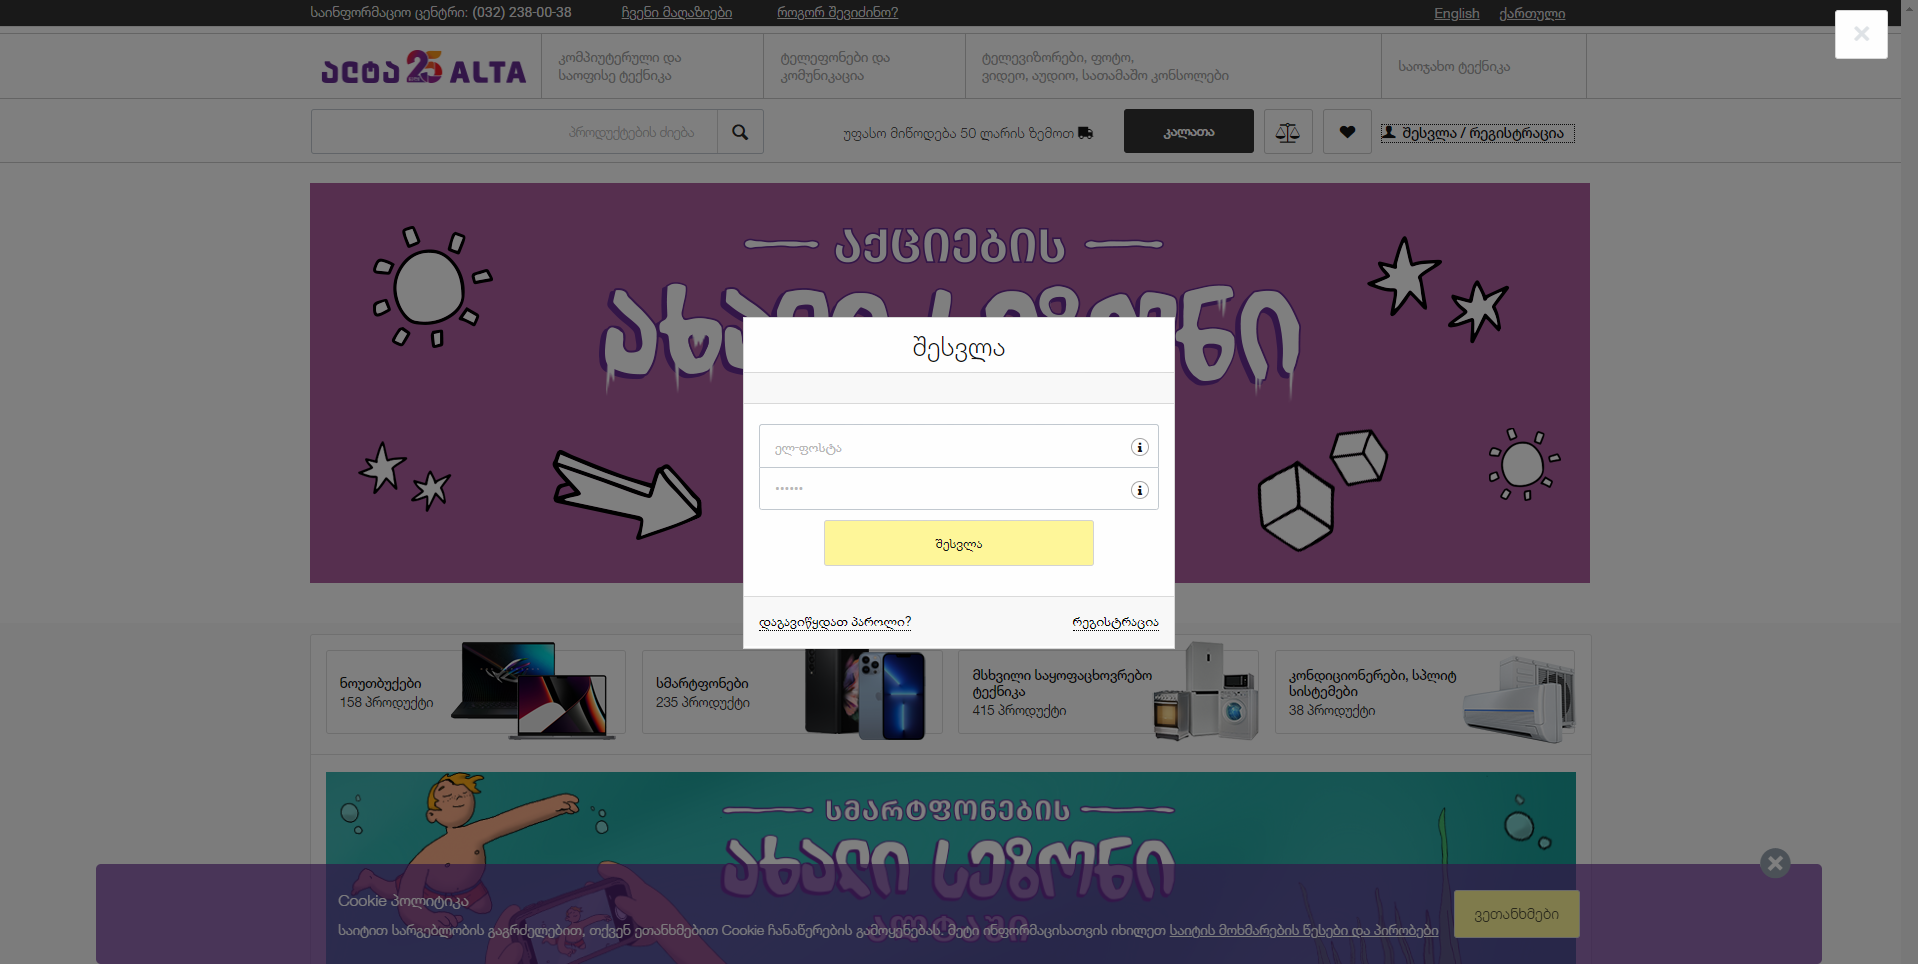 საინფორმაციო ცენტრი: (032) 238-00-38
ჩვენი მაღაზიები
როგორ შევიძინო?
English
ქართული
ალტა 25 ALTA
კომპიუტერული და
საოფისე ტექნიკა
ტელეფონები და
კომუნიკაცია
ტელევიზორები, ფოტო,
ვიდეო, აუდიო, სათამაშო კონსოლები
საოჯახო ტექნიკა
პროდუქტების ძიება
უფასო მიწოდება 50 ლარის ზემოთ
კალათა
შესვლა / რეგისტრაცია
აქციების
ახალი სეზონი
შესვლა
ელ-ფოსტა
შესვლა
დაგავიწყდათ პაროლი?
რეგისტრაცია
ნოუთბუქები
158 პროდუქტი
სმარტფონები
235 პროდუქტი
მსხვილი საყოფაცხოვრებო
ტექნიკა
415 პროდუქტი
კონდიციონერები, სპლიტ
სისტემები
38 პროდუქტი
სმარტფონების
ახალი სეზონი
ალტაში
Cookie პოლიტიკა
საიტით სარგებლობის გაგრძელებით, თქვენ ეთანხმებით Cookie ჩანაწერების გამოყენებას. მეტი ინფორმაციისათვის იხილეთ საიტის მოხმარების წესები და პირობები
ვეთანხმები